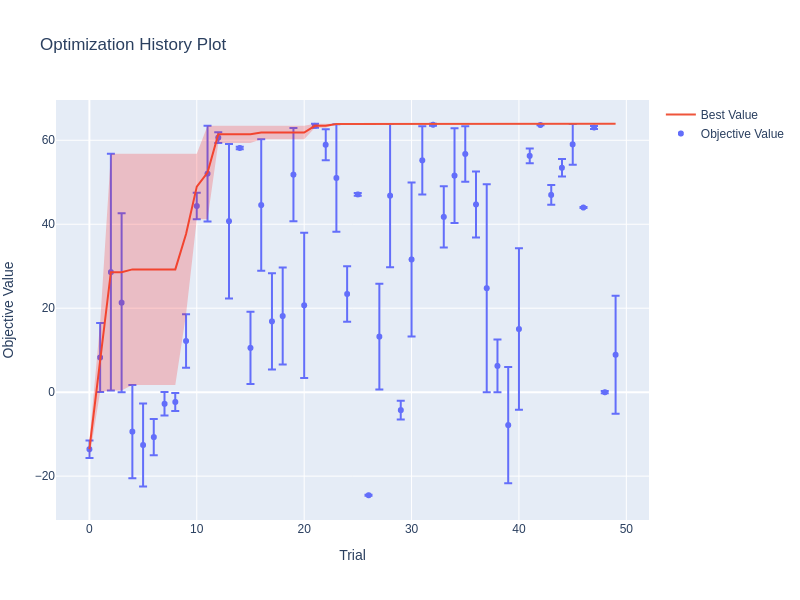 Optimization History Plot
Best Value
Objective Value
60
40
20
0
−20
Objective Value
0
10
20
30
40
50
Trial